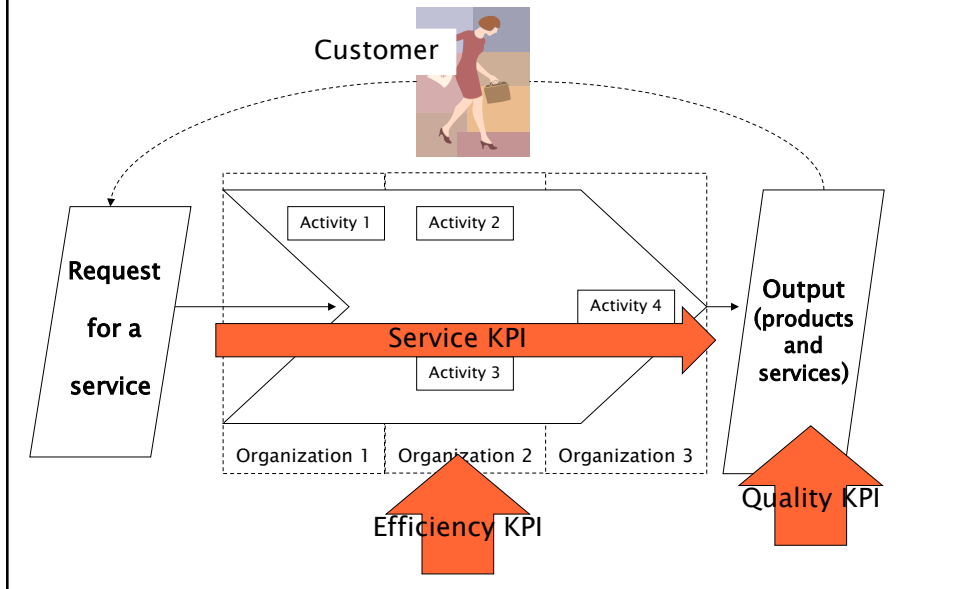 Customer
Activity 1
Activity 2
Request
for a
service
Activity 4
Output
(products
and
services)
Service KPI
Activity 3
Organization 1
Organization 2
Organization 3
Efficiency KPI
Quality KPI